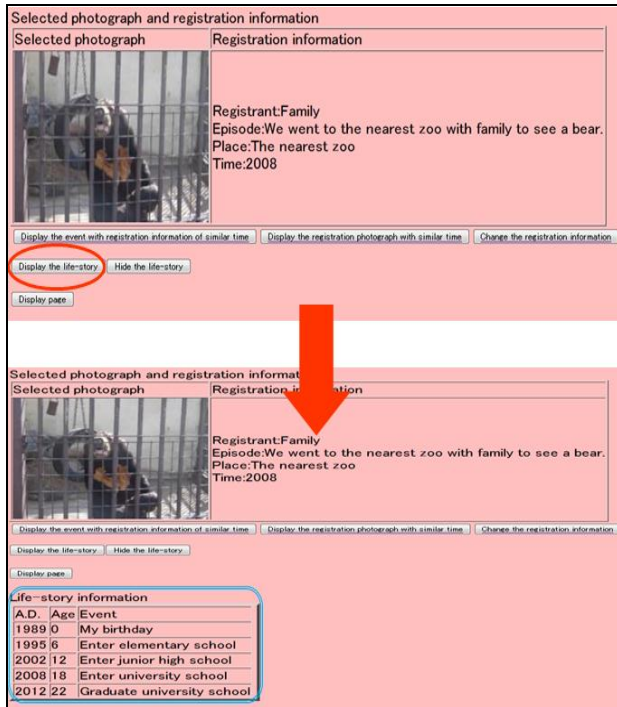 Selected photograph and registration information
Selected photograph Registration information
Registrant:Family
Episode:We went to the nearest zoo with family to see a bear.
Place:The nearest zoo
Time:2008
Display the event with registration information of similar time Display the registration photograph with similar time Change the registration information
Display the life-story Hide the life-story
Display page
Selected photograph and registration information
Selected photograph Registration information
Registrant:Family
Episode:We went to the nearest zoo with family to see a bear.
Place:The nearest zoo
Time:2008
Display the event with registration information of similar time Display the registration photograph with similar time Change the registration information
Display the life-story Hide the life-story
Display page
Life-story information
A.D. Age Event
1989 0 My birthday
1995 6 Enter elementary school
2002 12 Enter junior high school
2008 18 Enter university school
2012 22 Graduate university school